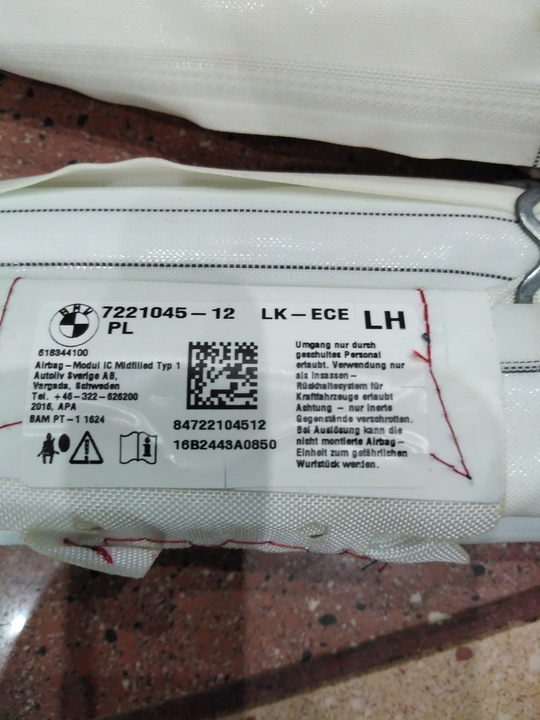 BMW
7221045-12 LK-ECE LH
PL
618344100
Airbag-Modul IC Midfilled Typ 1
Autoliv Sverige AB,
Vargada, Schweden
Tel. +46-322-626200
2016, APA
BAM PT-1 1624
84722104512
16B2443A0850
Umgang nur durch
geschultes Personal
erlaubt. Verwendung nur
als Insassen-
Rückhaltesystem für
Kraftfahrzeuge erlaubt
Achtung - nur inerte
Gegenstände verschrotten.
Bei Auslösung kann die
nicht montierte Airbag-
Einheit zum gefährlichen
Wurfstück werden.